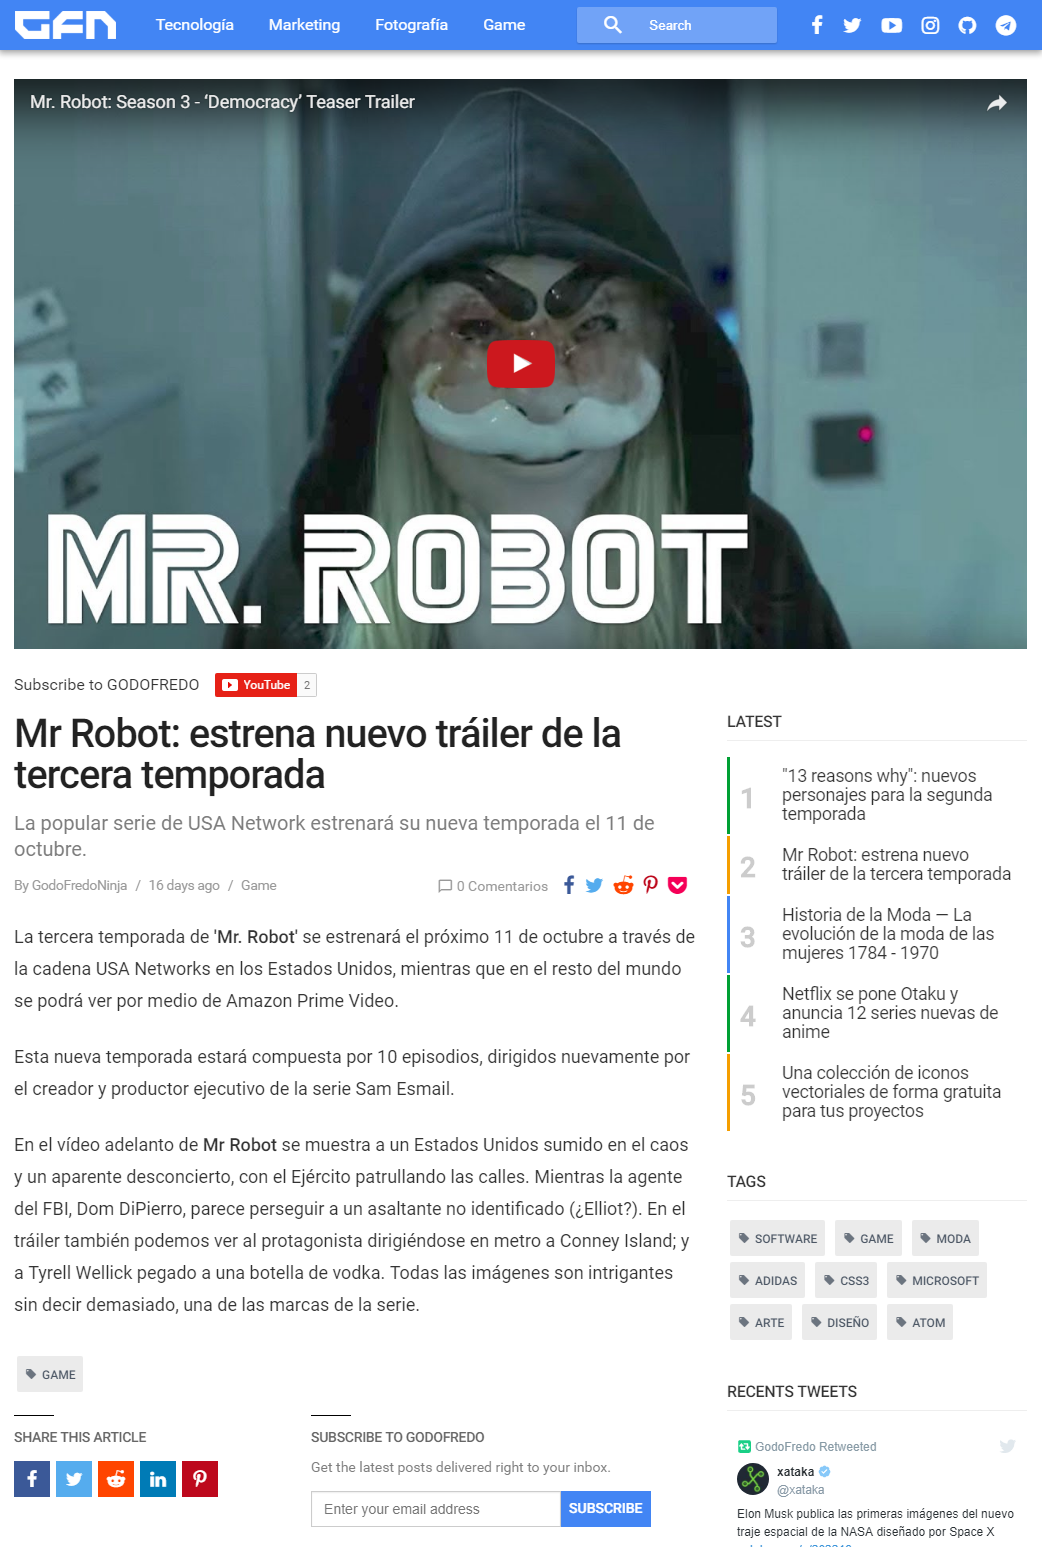 GFN
Tecnología
Marketing
Fotografía
Game
Search
Mr. Robot: Season 3 - ‘Democracy’ Teaser Trailer
MR. ROBOT
Subscribe to GODOFREDO
YouTube
2
Mr Robot: estrena nuevo tráiler de la
tercera temporada
La popular serie de USA Network estrenará su nueva temporada el 11 de
octubre.
By GodoFredoNinja / 16 days ago / Game
0 Comentarios
La tercera temporada de 'Mr. Robot' se estrenará el próximo 11 de octubre a través de
la cadena USA Networks en los Estados Unidos, mientras que en el resto del mundo
se podrá ver por medio de Amazon Prime Video.
Esta nueva temporada estará compuesta por 10 episodios, dirigidos nuevamente por
el creador y productor ejecutivo de la serie Sam Esmail.
En el vídeo adelanto de Mr Robot se muestra a un Estados Unidos sumido en el caos
y un aparente desconcierto, con el Ejército patrullando las calles. Mientras la agente
del FBI, Dom DiPierro, parece perseguir a un asaltante no identificado (¿Elliot?). En el
tráiler también podemos ver al protagonista dirigiéndose en metro a Conney Island; y
a Tyrell Wellick pegado a una botella de vodka. Todas las imágenes son intrigantes
sin decir demasiado, una de las marcas de la serie.
GAME
SHARE THIS ARTICLE
SUBSCRIBE TO GODOFREDO
Get the latest posts delivered right to your inbox.
Enter your email address
SUBSCRIBE
LATEST
1
"13 reasons why": nuevos
personajes para la segunda
temporada
2
Mr Robot: estrena nuevo
tráiler de la tercera temporada
3
Historia de la Moda — La
evolución de la moda de las
mujeres 1784 - 1970
4
Netflix se pone Otaku y
anuncia 12 series nuevas de
anime
5
Una colección de iconos
vectoriales de forma gratuita
para tus proyectos
TAGS
SOFTWARE
GAME
MODA
ADIDAS
CSS3
MICROSOFT
ARTE
DISEÑO
ATOM
RECENTS TWEETS
GodoFredo Retweeted
xataka
@xataka
Elon Musk publica las primeras imágenes del nuevo
traje espacial de la NASA diseñado por Space X